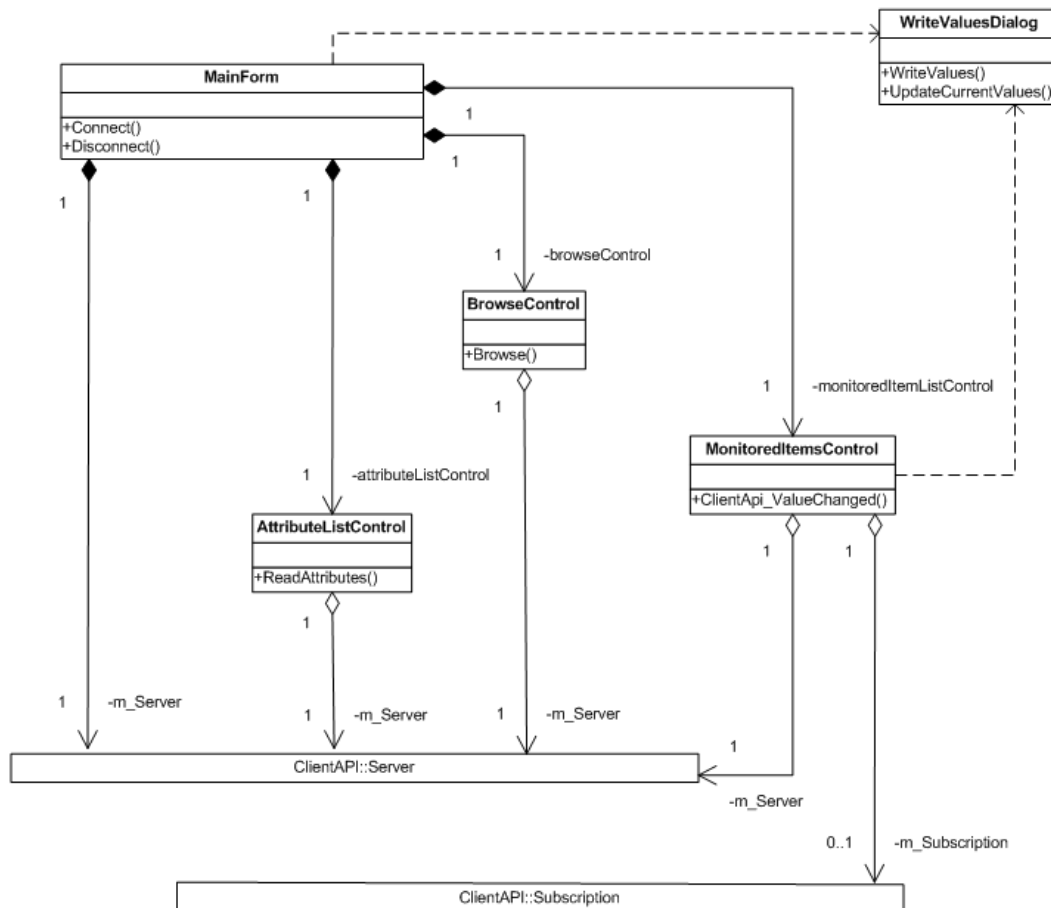 WriteValuesDialog
+WriteValues()
+UpdateCurrentValues()
MainForm
+Connect()
+Disconnect()
1
1
1
1
1
-browseControl
BrowseControl
+Browse()
1
1
-monitoredItemListControl
MonitoredItemsControl
+ClientApi_ValueChanged()
1
1
1
-attributeListControl
AttributeListControl
+ReadAttributes()
1
1
-m_Server
1
-m_Server
1
-m_Server
1
-m_Server
ClientAPI::Server
0..1
-m_Subscription
ClientAPI::Subscription